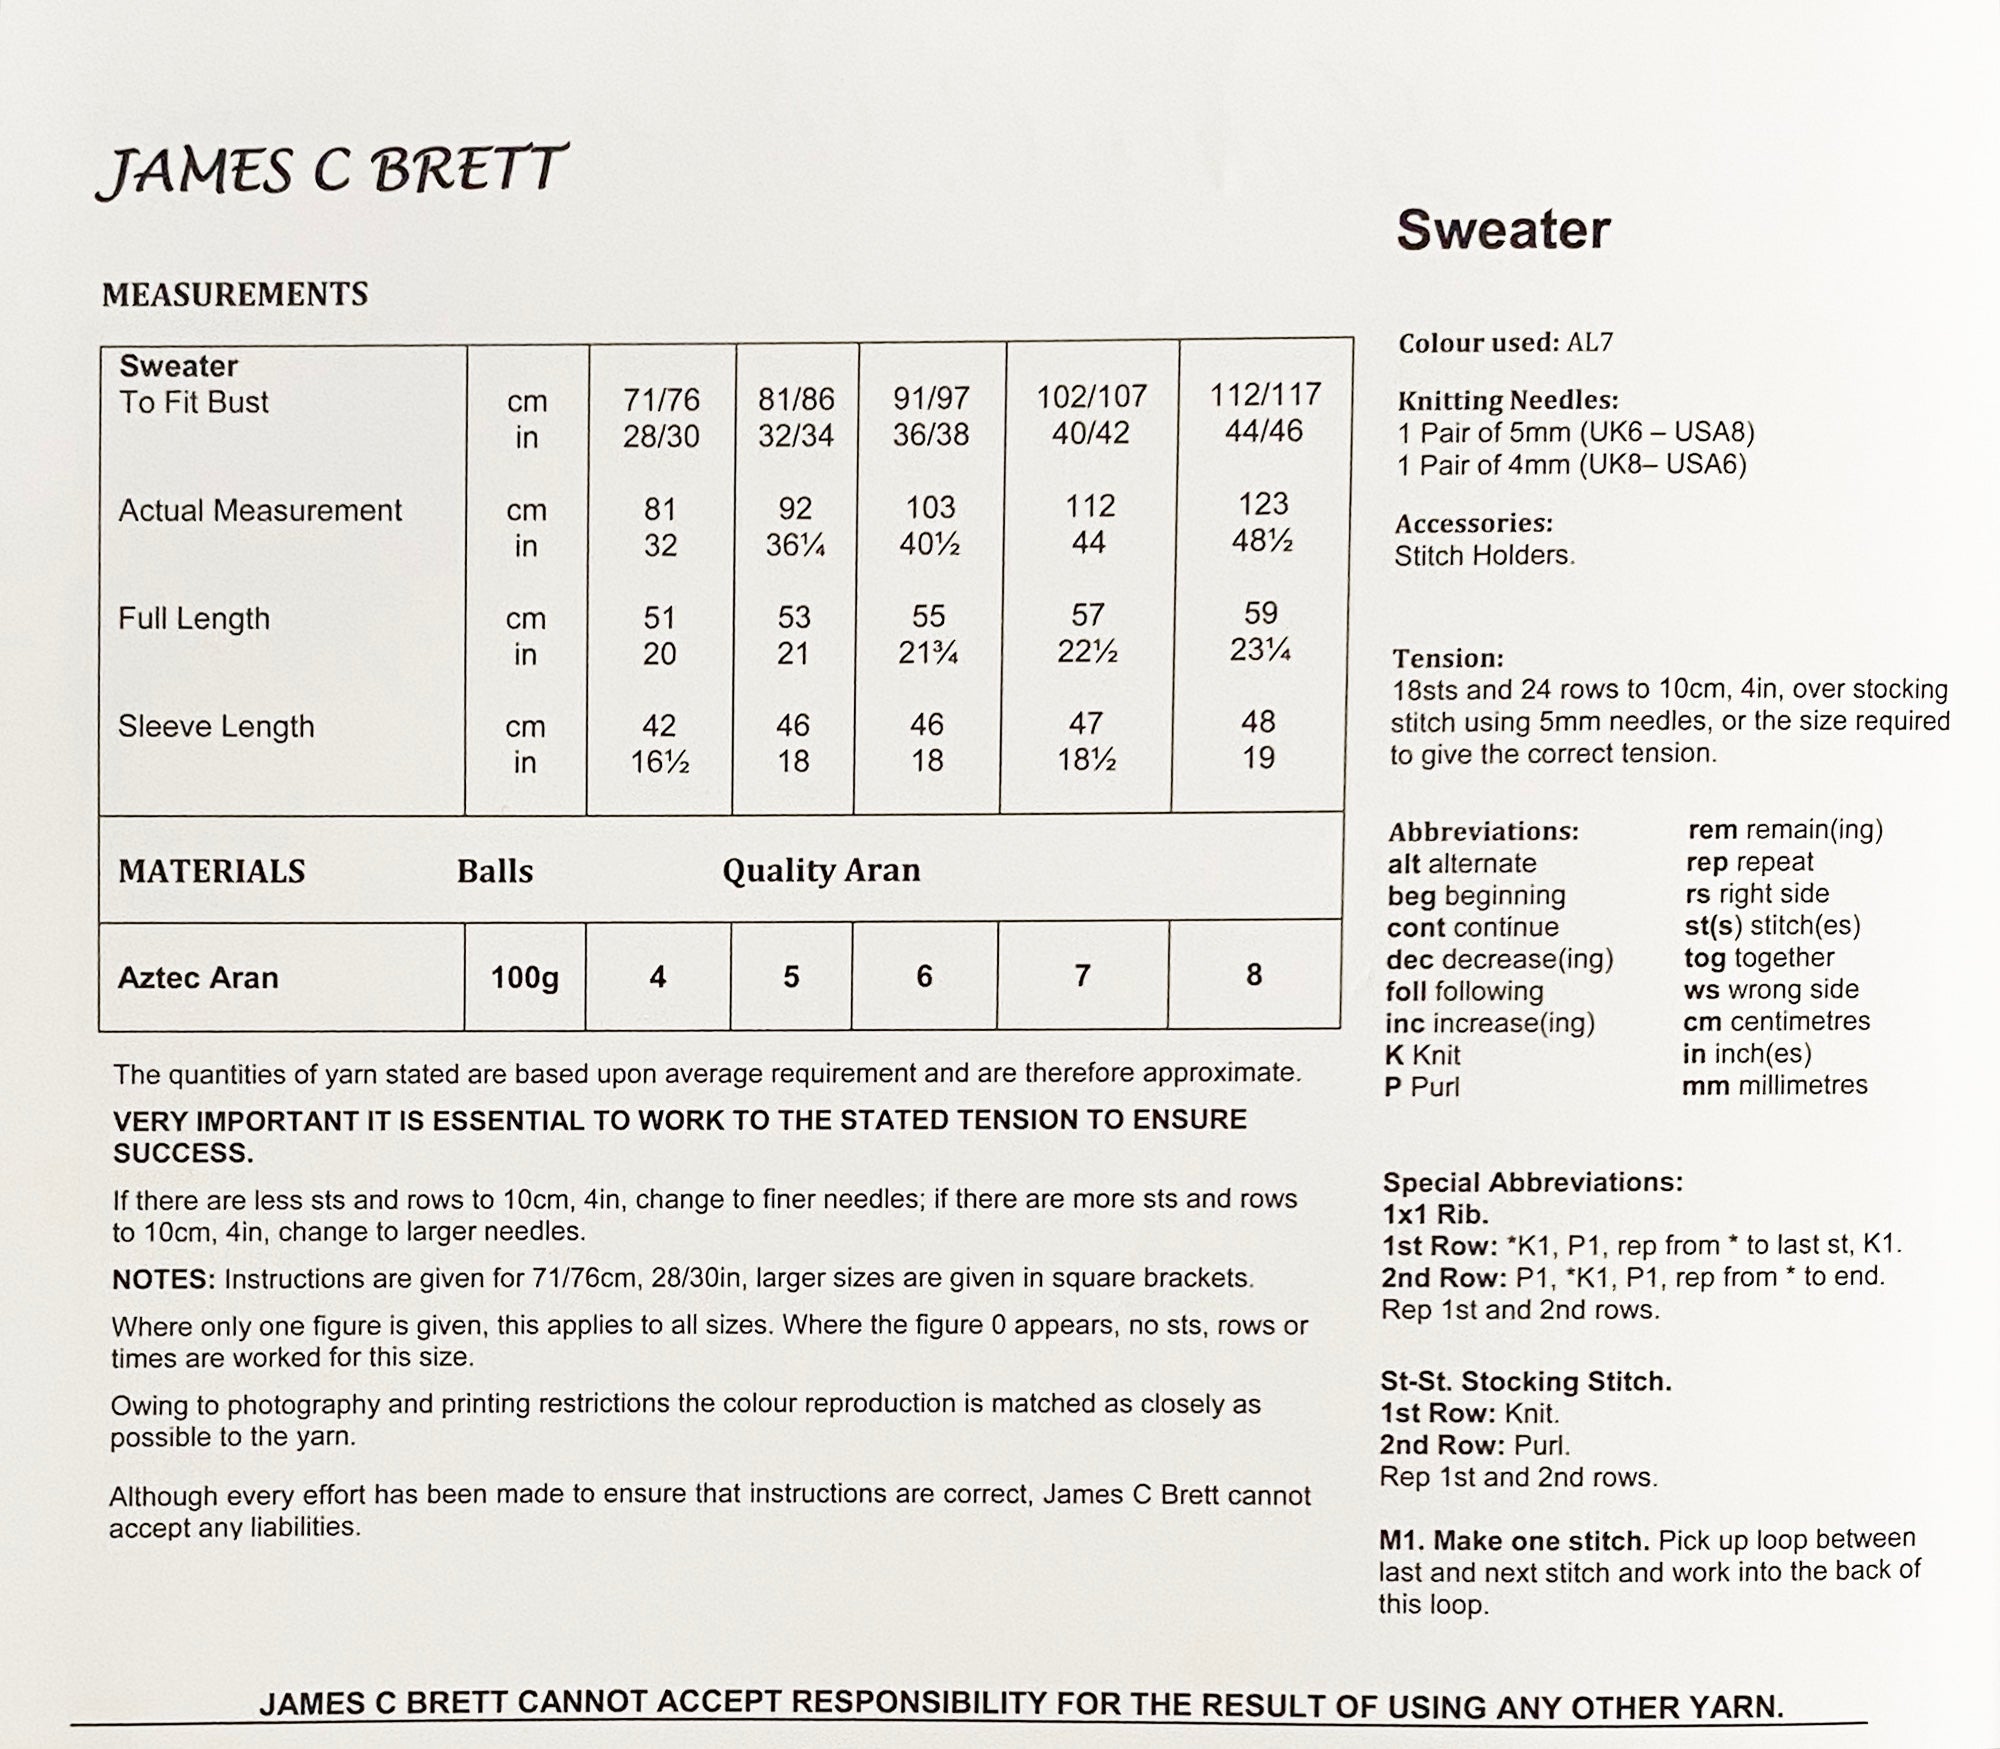 JAMES C BRETT
MEASUREMENTS
Sweater
To Fit Bust cm 71/76 81/86 91/97 102/107 112/117
in 28/30 32/34 36/38 40/42 44/46
Actual Measurement cm 81 92 103 112 123
in 32 36¼ 40½ 44 48½
Full Length cm 51 53 55 57 59
in 20 21 21¾ 22½ 23¼
Sleeve Length cm 42 46 46 47 48
in 16½ 18 18 18½ 19
MATERIALS Balls Quality Aran
Aztec Aran 100g 4 5 6 7 8
The quantities of yarn stated are based upon average requirement and are therefore approximate.
VERY IMPORTANT IT IS ESSENTIAL TO WORK TO THE STATED TENSION TO ENSURE
SUCCESS.
If there are less sts and rows to 10cm, 4in, change to finer needles; if there are more sts and rows
to 10cm, 4in, change to larger needles.
NOTES: Instructions are given for 71/76cm, 28/30in, larger sizes are given in square brackets.
Where only one figure is given, this applies to all sizes. Where the figure 0 appears, no sts, rows or
times are worked for this size.
Owing to photography and printing restrictions the colour reproduction is matched as closely as
possible to the yarn.
Although every effort has been made to ensure that instructions are correct, James C Brett cannot
accept any liabilities.
Sweater
Colour used: AL7
Knitting Needles:
1 Pair of 5mm (UK6 – USA8)
1 Pair of 4mm (UK8– USA6)
Accessories:
Stitch Holders.
Tension:
18sts and 24 rows to 10cm, 4in, over stocking
stitch using 5mm needles, or the size required
to give the correct tension.
Abbreviations:
alt alternate
beg beginning
cont continue
dec decrease(ing)
foll following
inc increase(ing)
K Knit
P Purl
rem remain(ing)
rep repeat
rs right side
st(s) stitch(es)
tog together
ws wrong side
cm centimetres
in inch(es)
mm millimetres
Special Abbreviations:
1x1 Rib.
1st Row: *K1, P1, rep from * to last st, K1.
2nd Row: P1, *K1, P1, rep from * to end.
Rep 1st and 2nd rows.
St-St. Stocking Stitch.
1st Row: Knit.
2nd Row: Purl.
Rep 1st and 2nd rows.
M1. Make one stitch. Pick up loop between
last and next stitch and work into the back of
this loop.
JAMES C BRETT CANNOT ACCEPT RESPONSIBILITY FOR THE RESULT OF USING ANY OTHER YARN.